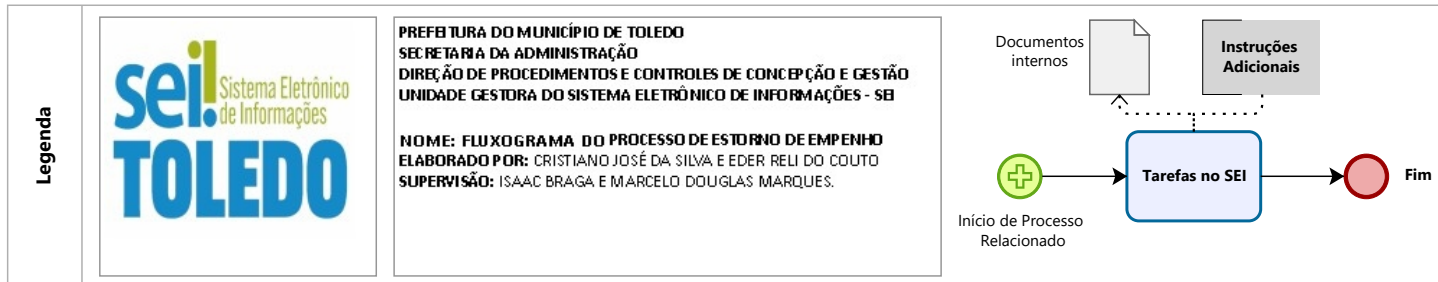 Legenda
sei! Sistema Eletrônico
de Informações
TOLEDO
PREFEITURA DO MUNICÍPIO DE TOLEDO
SECRETARIA DA ADMINISTRAÇÃO
DIREÇÃO DE PROCEDIMENTOS E CONTROLES DE CONCEPÇÃO E GESTÃO
UNIDADE GESTORA DO SISTEMA ELETRÔNICO DE INFORMAÇÕES - SEI
NOME: FLUXOGRAMA DO PROCESSO DE ESTORNO DE EMPENHO
ELABORADO POR: CRISTIANO JOSÉ DA SILVA E EDER RELI DO COUTO
SUPERVISÃO: ISAAC BRAGA E MARCELO DOUGLAS MARQUES.
Documentos
internos
Instruções
Adicionais
Início de Processo
Relacionado
Tarefas no SEI
Fim